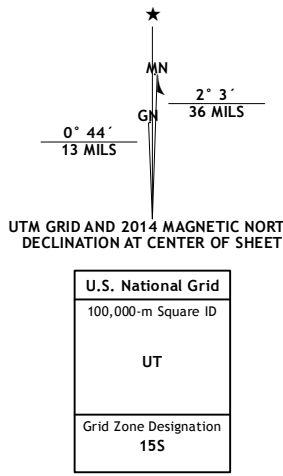 ★
MN
GN
2° 3´
36 MILS
0° 44´
13 MILS
UTM GRID AND 2014 MAGNETIC NORT
DECLINATION AT CENTER OF SHEET
U.S. National Grid
100,000-m Square ID
UT
Grid Zone Designation
15S